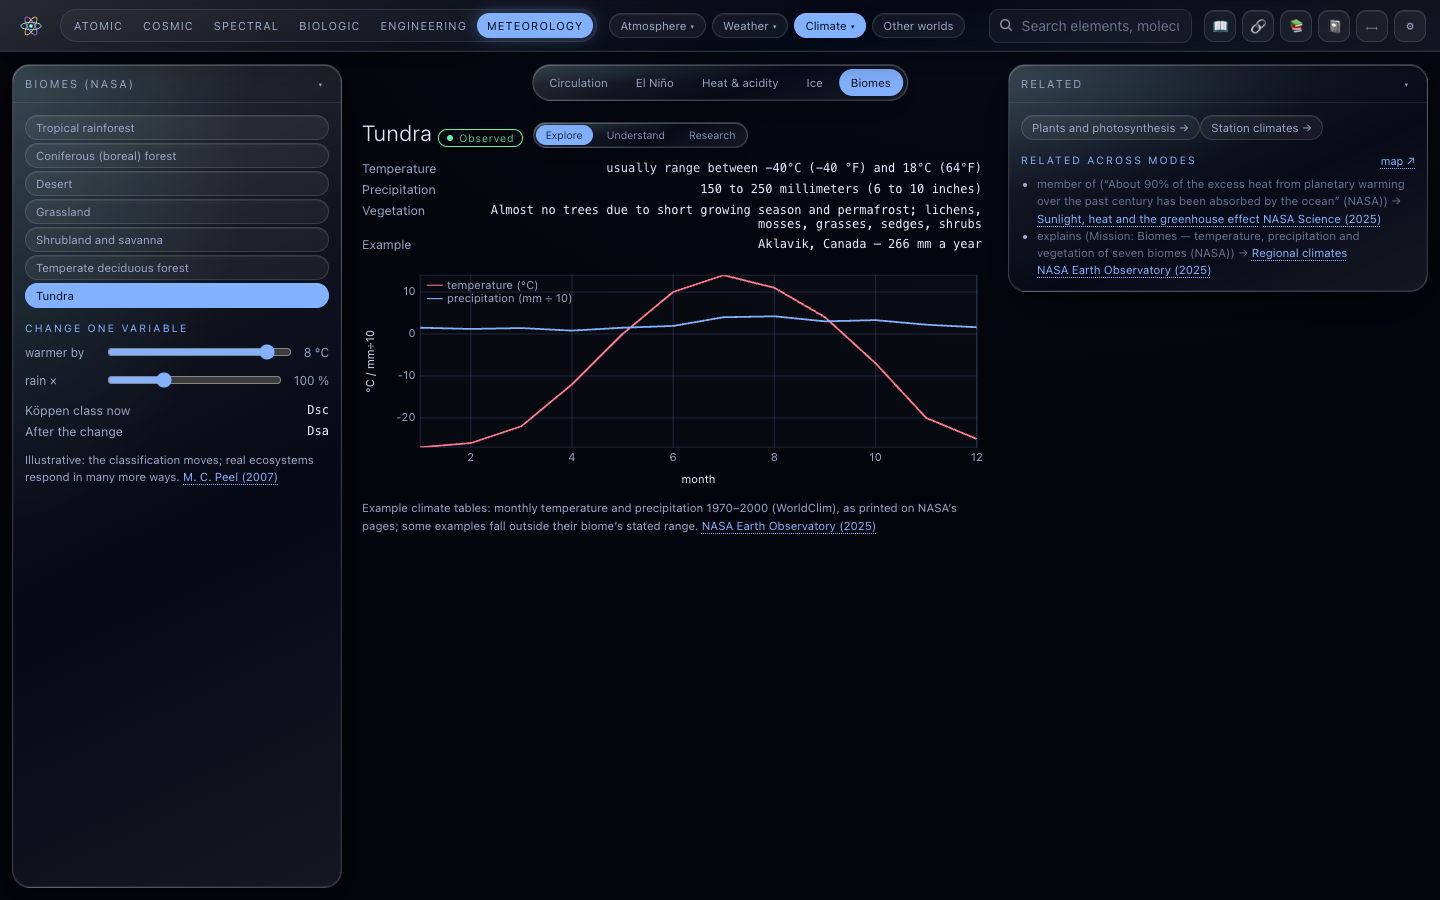 ATOMIC COSMIC SPECTRAL BIOLOGIC ENGINEERING METEOROLOGY Atmosphere ▾ Weather ▾ Climate ▾ Other worlds Search elements, molecu
BIOMES (NASA)
Tropical rainforest
Coniferous (boreal) forest
Desert
Grassland
Shrubland and savanna
Temperate deciduous forest
Tundra
CHANGE ONE VARIABLE
warmer by 8 °C
rain × 100 %
Köppen class now Dsc
After the change Dsa
Illustrative: the classification moves; real ecosystems
respond in many more ways. M. C. Peel (2007)
Circulation El Niño Heat & acidity Ice Biomes
Tundra Observed Explore Understand Research
Temperature usually range between −40°C (−40 °F) and 18°C (64°F)
Precipitation 150 to 250 millimeters (6 to 10 inches)
Vegetation Almost no trees due to short growing season and permafrost; lichens,
mosses, grasses, sedges, shrubs
Example Aklavik, Canada — 266 mm a year
temperature (°C)
precipitation (mm ÷ 10)
10
0
-10
-20
°C / mm÷10
2 4 6 8 10 12
month
Example climate tables: monthly temperature and precipitation 1970–2000 (WorldClim), as printed on NASA's
pages; some examples fall outside their biome's stated range. NASA Earth Observatory (2025)
RELATED
Plants and photosynthesis → Station climates →
RELATED ACROSS MODES map ↗
member of (“About 90% of the excess heat from planetary warming
over the past century has been absorbed by the ocean” (NASA)) →
Sunlight, heat and the greenhouse effect NASA Science (2025)
explains (Mission: Biomes — temperature, precipitation and
vegetation of seven biomes (NASA)) → Regional climates
NASA Earth Observatory (2025)